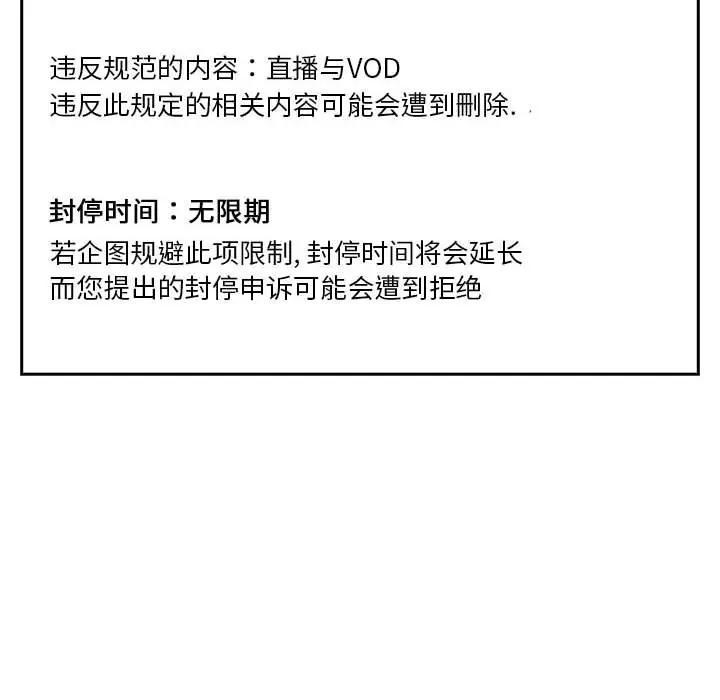 违反规范的内容：直播与VOD
违反此规定的相关内容可能会遭到刪除.
封停时间：无限期
若企图规避此项限制, 封停时间将会延长
而您提出的封停申诉可能会遭到拒绝